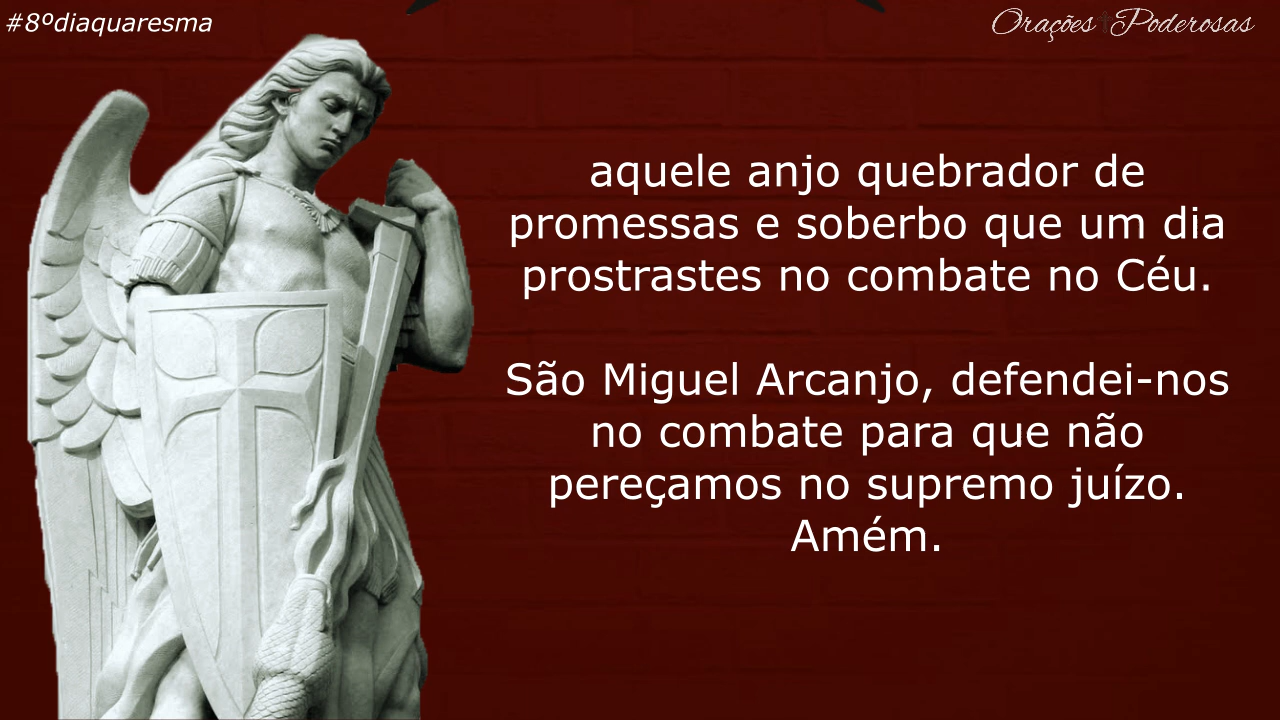 #8ºdiaquaresma
Orações Poderosas
aquele anjo quebrador de
promessas e soberbo que um dia
prostrastes no combate no Céu.
São Miguel Arcanjo, defendei-nos
no combate para que não
pereçamos no supremo juízo.
Amém.